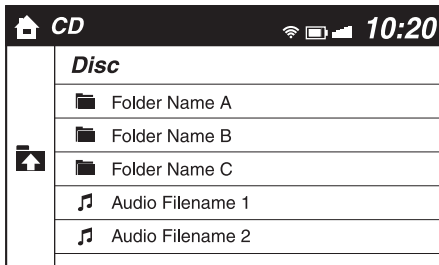 CD 10:20
Disc
Folder Name A
Folder Name B
Folder Name C
Audio Filename 1
Audio Filename 2